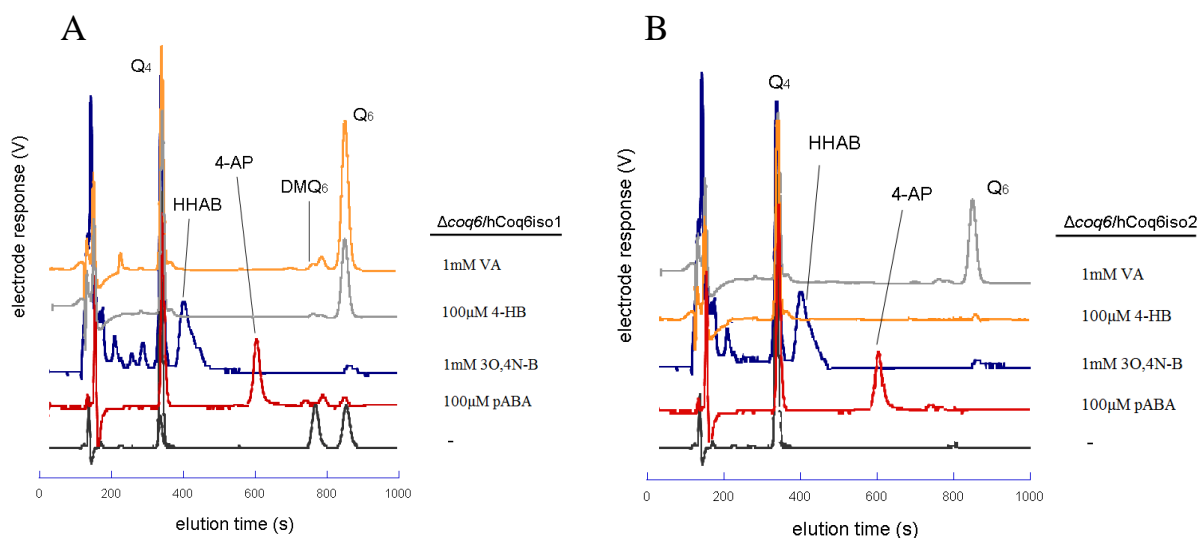 A
Q4
Q6
4-AP
HHAB
DMQ6
electrode response (V)
Δcoq6/hCoq6iso1
1mM VA
100μM 4-HB
1mM 3O,4N-B
100μM pABA
-
0 200 400 600 800 1000
elution time (s)
B
Q4
HHAB
4-AP
Q6
electrode response (V)
Δcoq6/hCoq6iso2
1mM VA
100μM 4-HB
1mM 3O,4N-B
100μM pABA
-
0 200 400 600 800 1000
elution time (s)